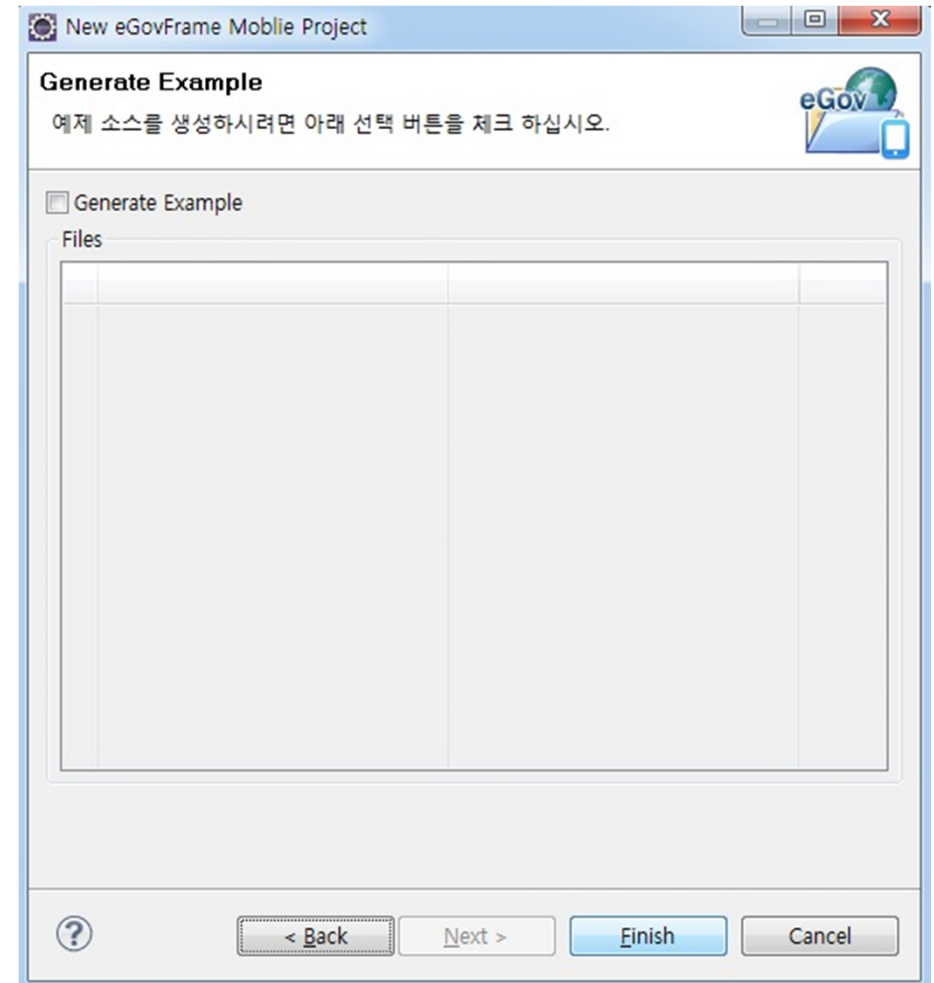 New eGovFrame Moblie Project
Generate Example
예제 소스를 생성하시려면 아래 선택 버튼을 체크 하십시오.
eGov
Generate Example
Files
?
< Back
Next >
Finish
Cancel